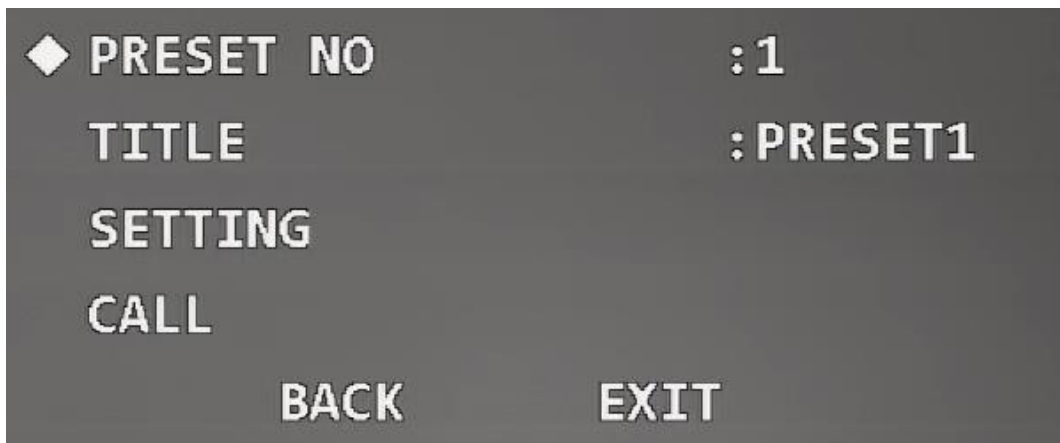 PRESET NO :1
TITLE :PRESET1
SETTING
CALL
BACK EXIT